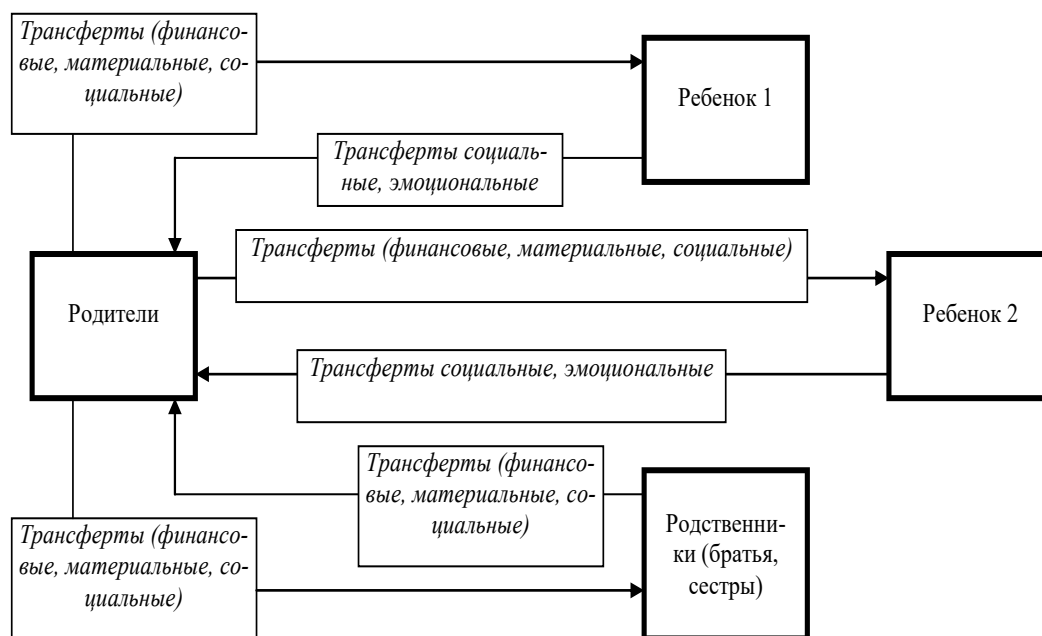 Трансферты (финансо-
вые, материальные, со-
циальные)
Ребенок 1
Трансферты социаль-
ные, эмоциональные
Трансферты (финансовые, материальные, социальные)
Родители
Ребенок 2
Трансферты социальные, эмоциональные
Трансферты (финансо-
вые, материальные, со-
циальные)
Родственни-
ки (братья,
сестры)
Трансферты (финансо-
вые, материальные, со-
циальные)